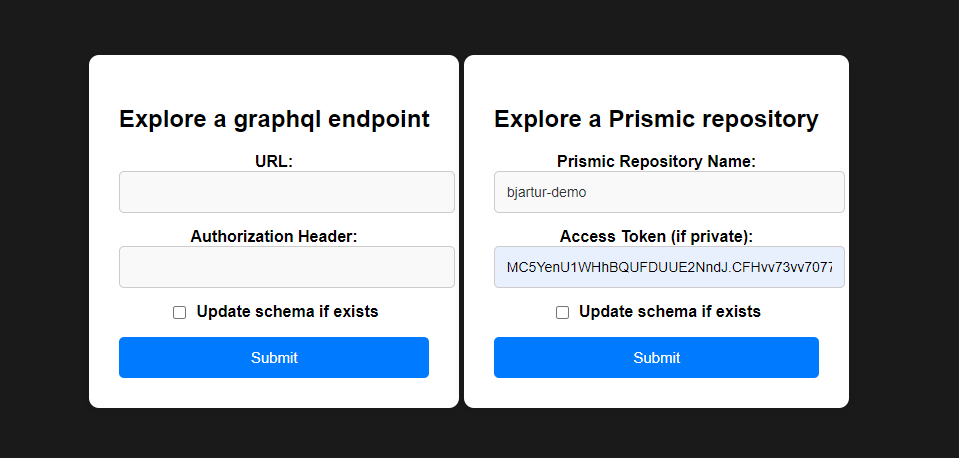 Explore a graphql endpoint
URL:
Authorization Header:
Update schema if exists
Submit
Explore a Prismic repository
Prismic Repository Name:
bjartur-demo
Access Token (if private):
MC5YenU1WHhBQUFDUUE2NndJ.CFHvv73vv7077
Update schema if exists
Submit